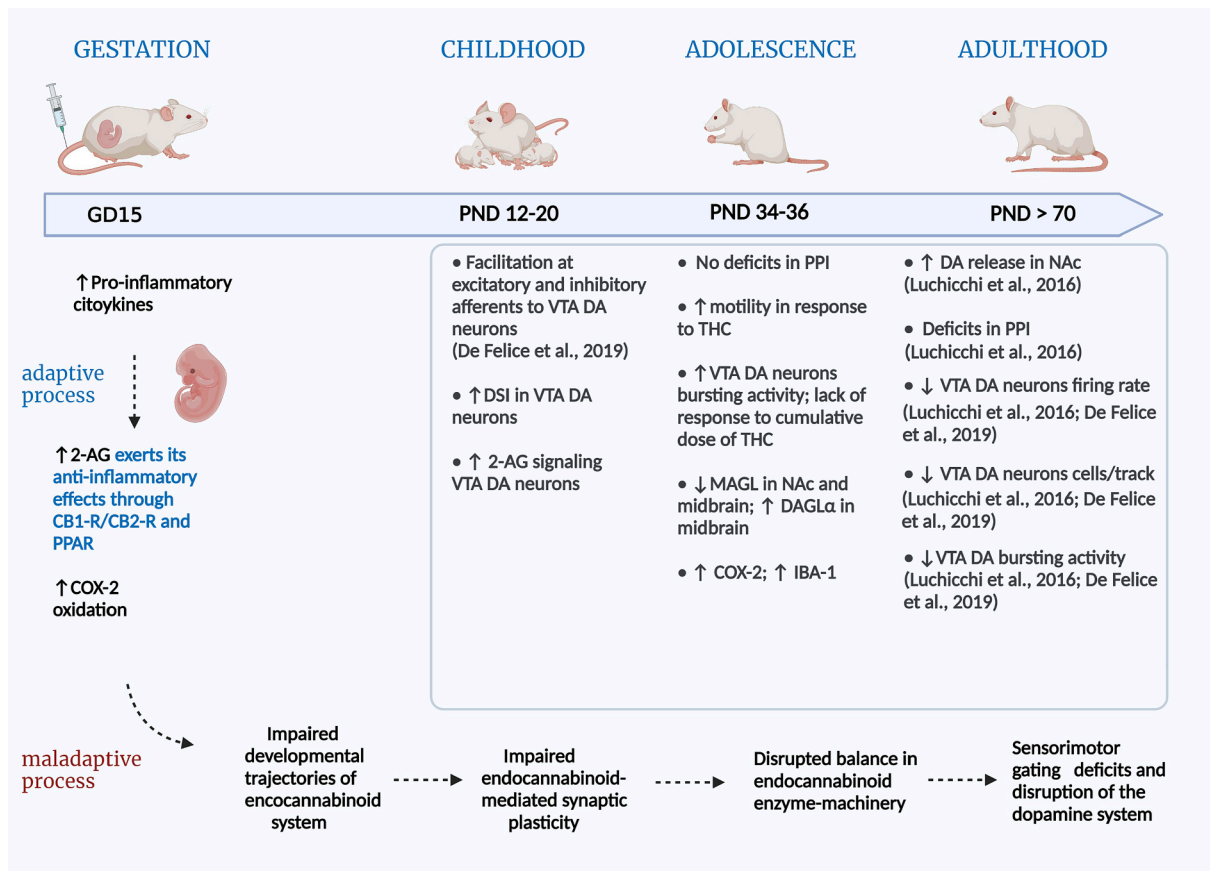 GESTATION
CHILDHOOD
ADOLESCENCE
ADULTHOOD
GD15
PND 12-20
PND 34-36
PND > 70
↑Pro-inflammatory
citoykines
adaptive
process
↑2-AG exerts its
anti-inflammatory
effects through
CB1-R/CB2-R and
PPAR
↑COX-2
oxidation
• Facilitation at
excitatory and inhibitory
afferents to VTA DA
neurons
(De Felice et al., 2019)
• ↑DSI in VTA DA
neurons
• ↑ 2-AG signaling
VTA DA neurons
• No deficits in PPI
• ↑motility in response
to THC
• ↑VTA DA neurons
bursting activity; lack of
response to cumulative
dose of THC
• ↓MAGL in NAc and
midbrain; ↑ DAGLα in
midbrain
• ↑ COX-2; ↑ IBA-1
• ↑ DA release in NAc
(Luchicchi et al., 2016)
• Deficits in PPI
(Luchicchi et al., 2016)
• ↓ VTA DA neurons firing rate
(Luchicchi et al., 2016; De Felice
et al., 2019)
• ↓ VTA DA neurons cells/track
(Luchicchi et al., 2016; De Felice
et al., 2019)
• ↓VTA DA bursting activity
(Luchicchi et al., 2016; De Felice
et al., 2019)
maladaptive
process
Impaired
developmental
trajectories of
encocannabinoid
system
Impaired
endocannabinoid-
mediated synaptic
plasticity
Disrupted balance in
endocannabinoid
enzyme-machinery
Sensorimotor
gating deficits and
disruption of the
dopamine system